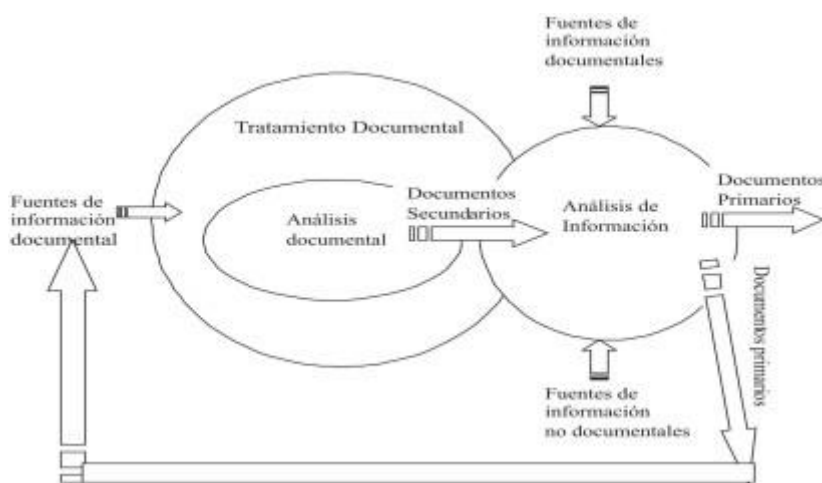 Fuentes de
información
documentales
Tratamiento Documental
Fuentes de
información
documental
Análisis
documental
Documentos
Secundarios
Análisis de
Información
Documentos
Primarios
Documentos primarios
Fuentes de
información
no documentales